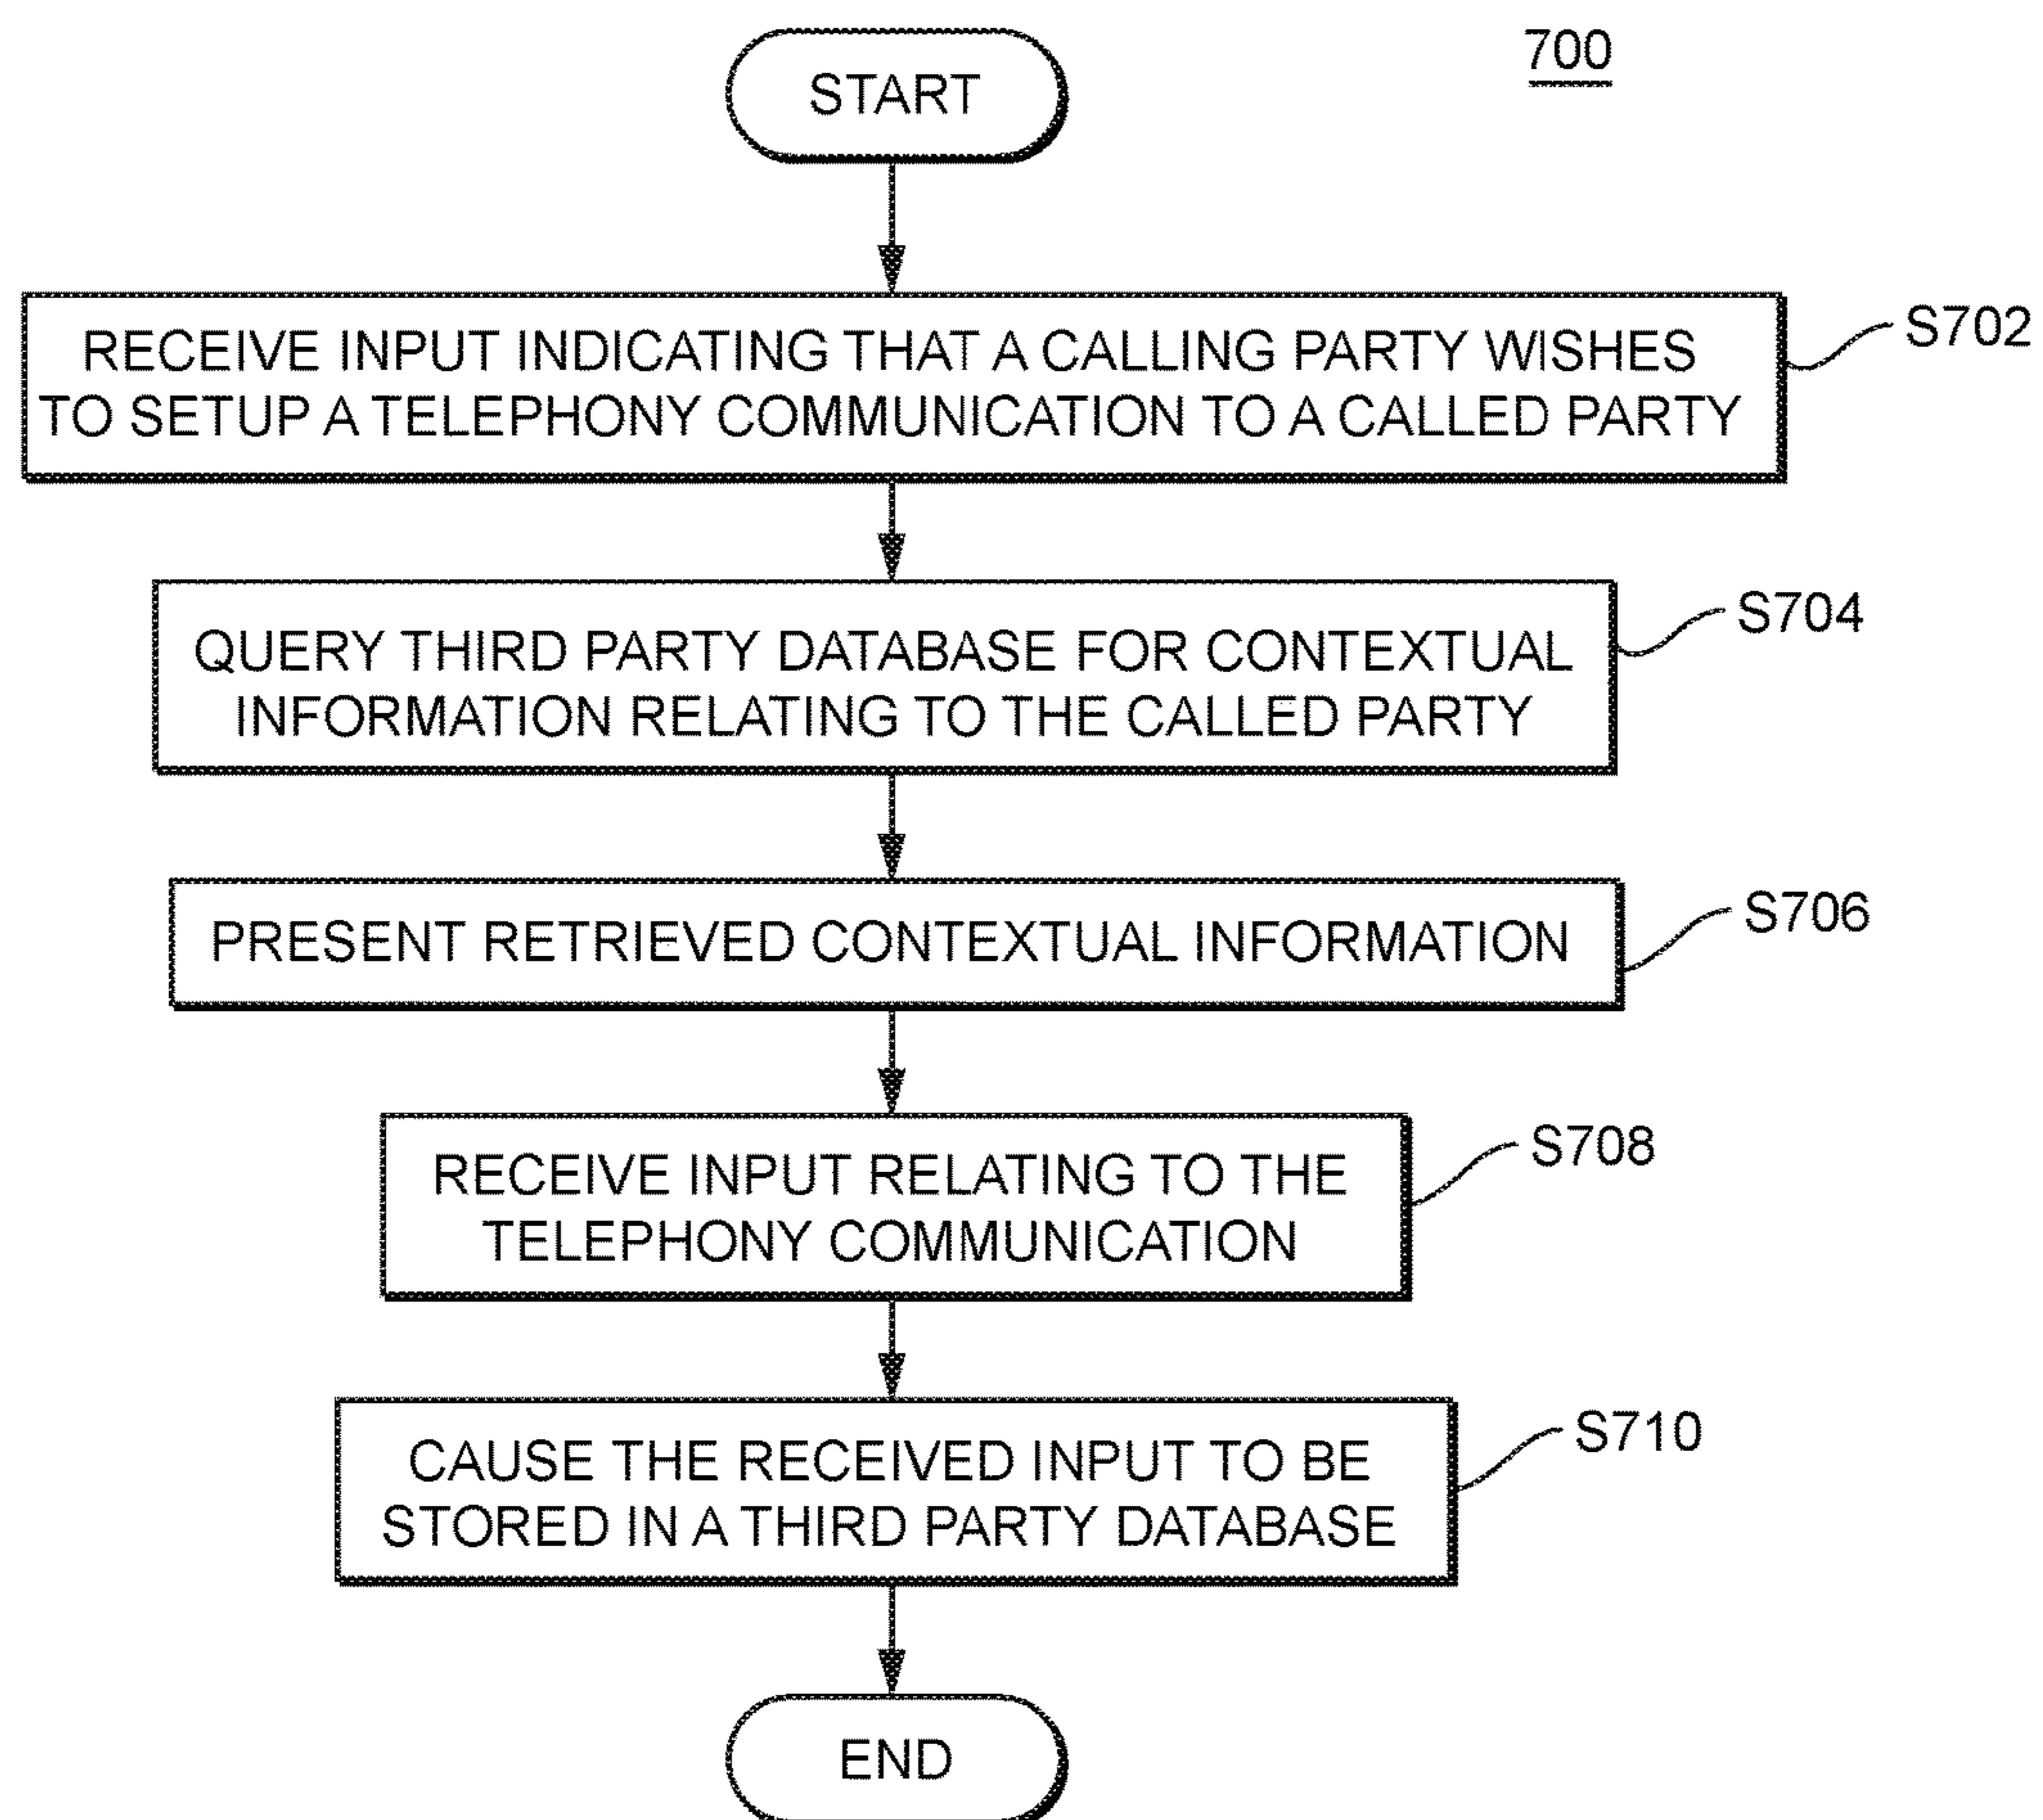 700
START
RECEIVE INPUT INDICATING THAT A CALLING PARTY WISHES
TO SETUP A TELEPHONY COMMUNICATION TO A CALLED PARTY
S702
QUERY THIRD PARTY DATABASE FOR CONTEXTUAL
INFORMATION RELATING TO THE CALLED PARTY
S704
PRESENT RETRIEVED CONTEXTUAL INFORMATION
S706
RECEIVE INPUT RELATING TO THE
TELEPHONY COMMUNICATION
S708
CAUSE THE RECEIVED INPUT TO BE
STORED IN A THIRD PARTY DATABASE
S710
END